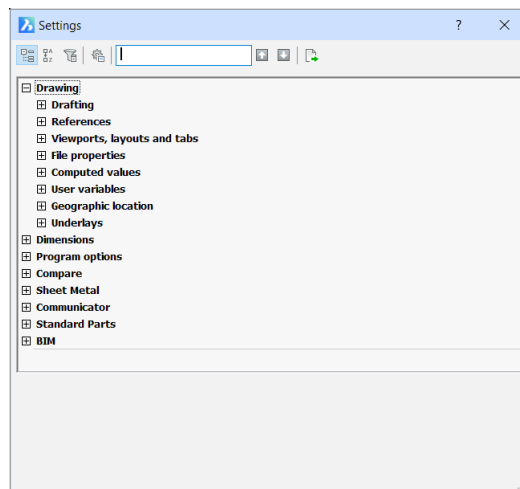 Settings
Drawing
Drafting
References
Viewports, layouts and tabs
File properties
Computed values
User variables
Geographic location
Underlays
Dimensions
Program options
Compare
Sheet Metal
Communicator
Standard Parts
BIM